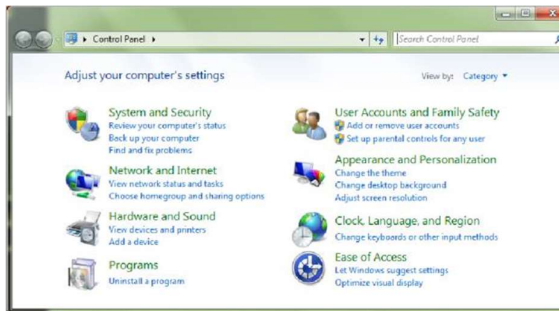 Control Panel
Search Control Panel
Adjust your computer's settings
View by: Category
System and Security
Review your computer's status
Back up your computer
Find and fix problems
Network and Internet
View network status and tasks
Choose homegroup and sharing options
Hardware and Sound
View devices and printers
Add a device
Programs
Uninstall a program
User Accounts and Family Safety
Add or remove user accounts
Set up parental controls for any user
Appearance and Personalization
Change the theme
Change desktop background
Adjust screen resolution
Clock, Language, and Region
Change keyboards or other input methods
Ease of Access
Let Windows suggest settings
Optimize visual display